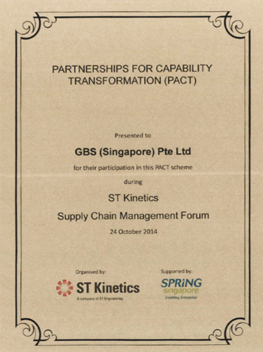 PARTNERSHIPS FOR CAPABILITY
TRANSFORMATION (PACT)
Presented to
GBS (Singapore) Pte Ltd
for their participation in this PACT scheme
during
ST Kinetics
Supply Chain Management Forum
24 October 2014
Organised by:
ST Kinetics
A company of ST Engineering
Supported by:
SPRING
singapore
Enabling Enterprise